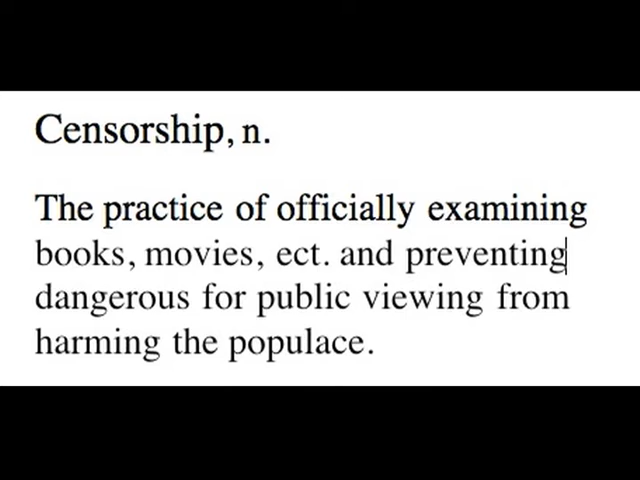 Censorship, n.
The practice of officially examining
books, movies, ect. and preventing
dangerous for public viewing from
harming the populace.